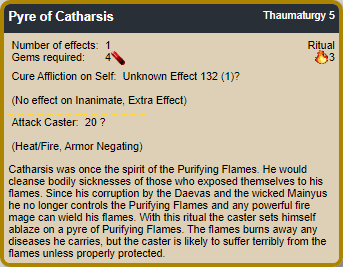 Pyre of Catharsis Thaumaturgy 5
Number of effects: 1 Ritual
Gems required: 4 3
Cure Affliction on Self: Unknown Effect 132 (1)?
(No effect on Inanimate, Extra Effect)
Attack Caster: 20 ?
(Heat/Fire, Armor Negating)
Catharsis was once the spirit of the Purifying Flames. He would
cleanse bodily sicknesses of those who exposed themselves to his
flames. Since his corruption by the Daevas and the wicked Mainyus
he no longer controls the Purifying Flames and any powerful fire
mage can wield his flames. With this ritual the caster sets himself
ablaze on a pyre of Purifying Flames. The flames burns away any
diseases he carries, but the caster is likely to suffer terribly from the
flames unless properly protected.